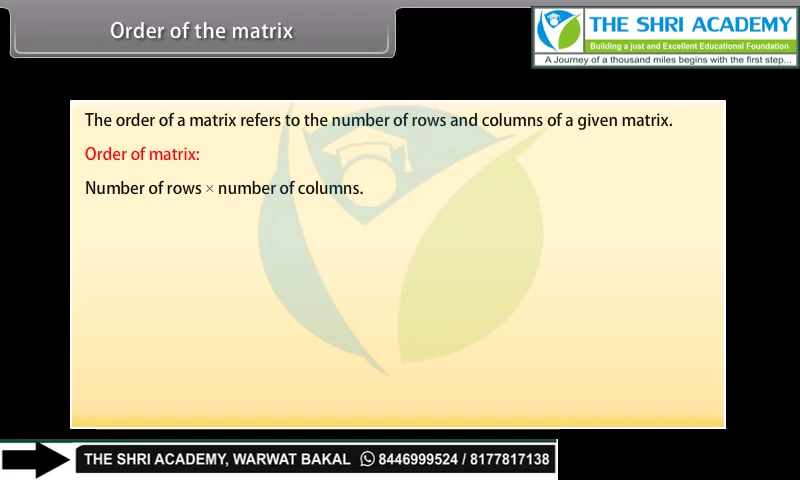 Order of the matrix
THE SHRI ACADEMY
Building a just and Excellent Educational Foundation
A Journey of a thousand miles begins with the first step...
The order of a matrix refers to the number of rows and columns of a given matrix.
Order of matrix:
Number of rows × number of columns.
THE SHRI ACADEMY, WARWAT BAKAL 8446999524 / 8177817138